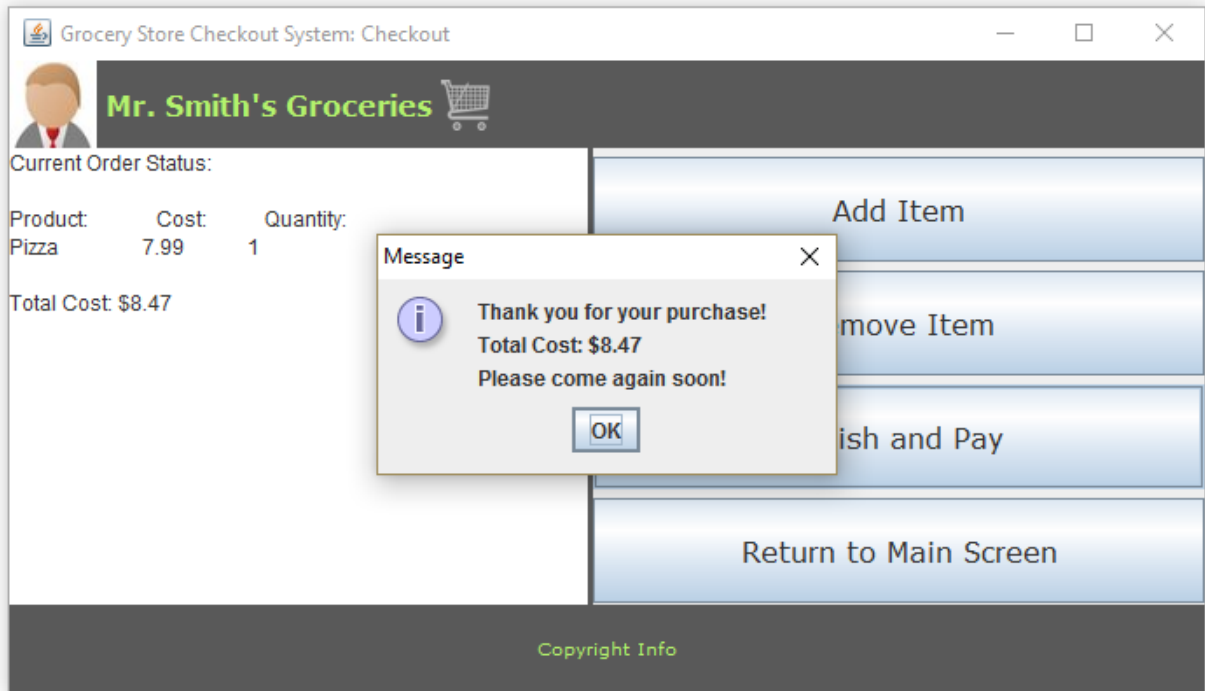 Grocery Store Checkout System: Checkout
Mr. Smith's Groceries
Current Order Status:
Product: Cost: Quantity:
Pizza 7.99 1
Total Cost: $8.47
Add Item
move Item
ish and Pay
Return to Main Screen
Message
Thank you for your purchase!
Total Cost: $8.47
Please come again soon!
OK
Copyright Info